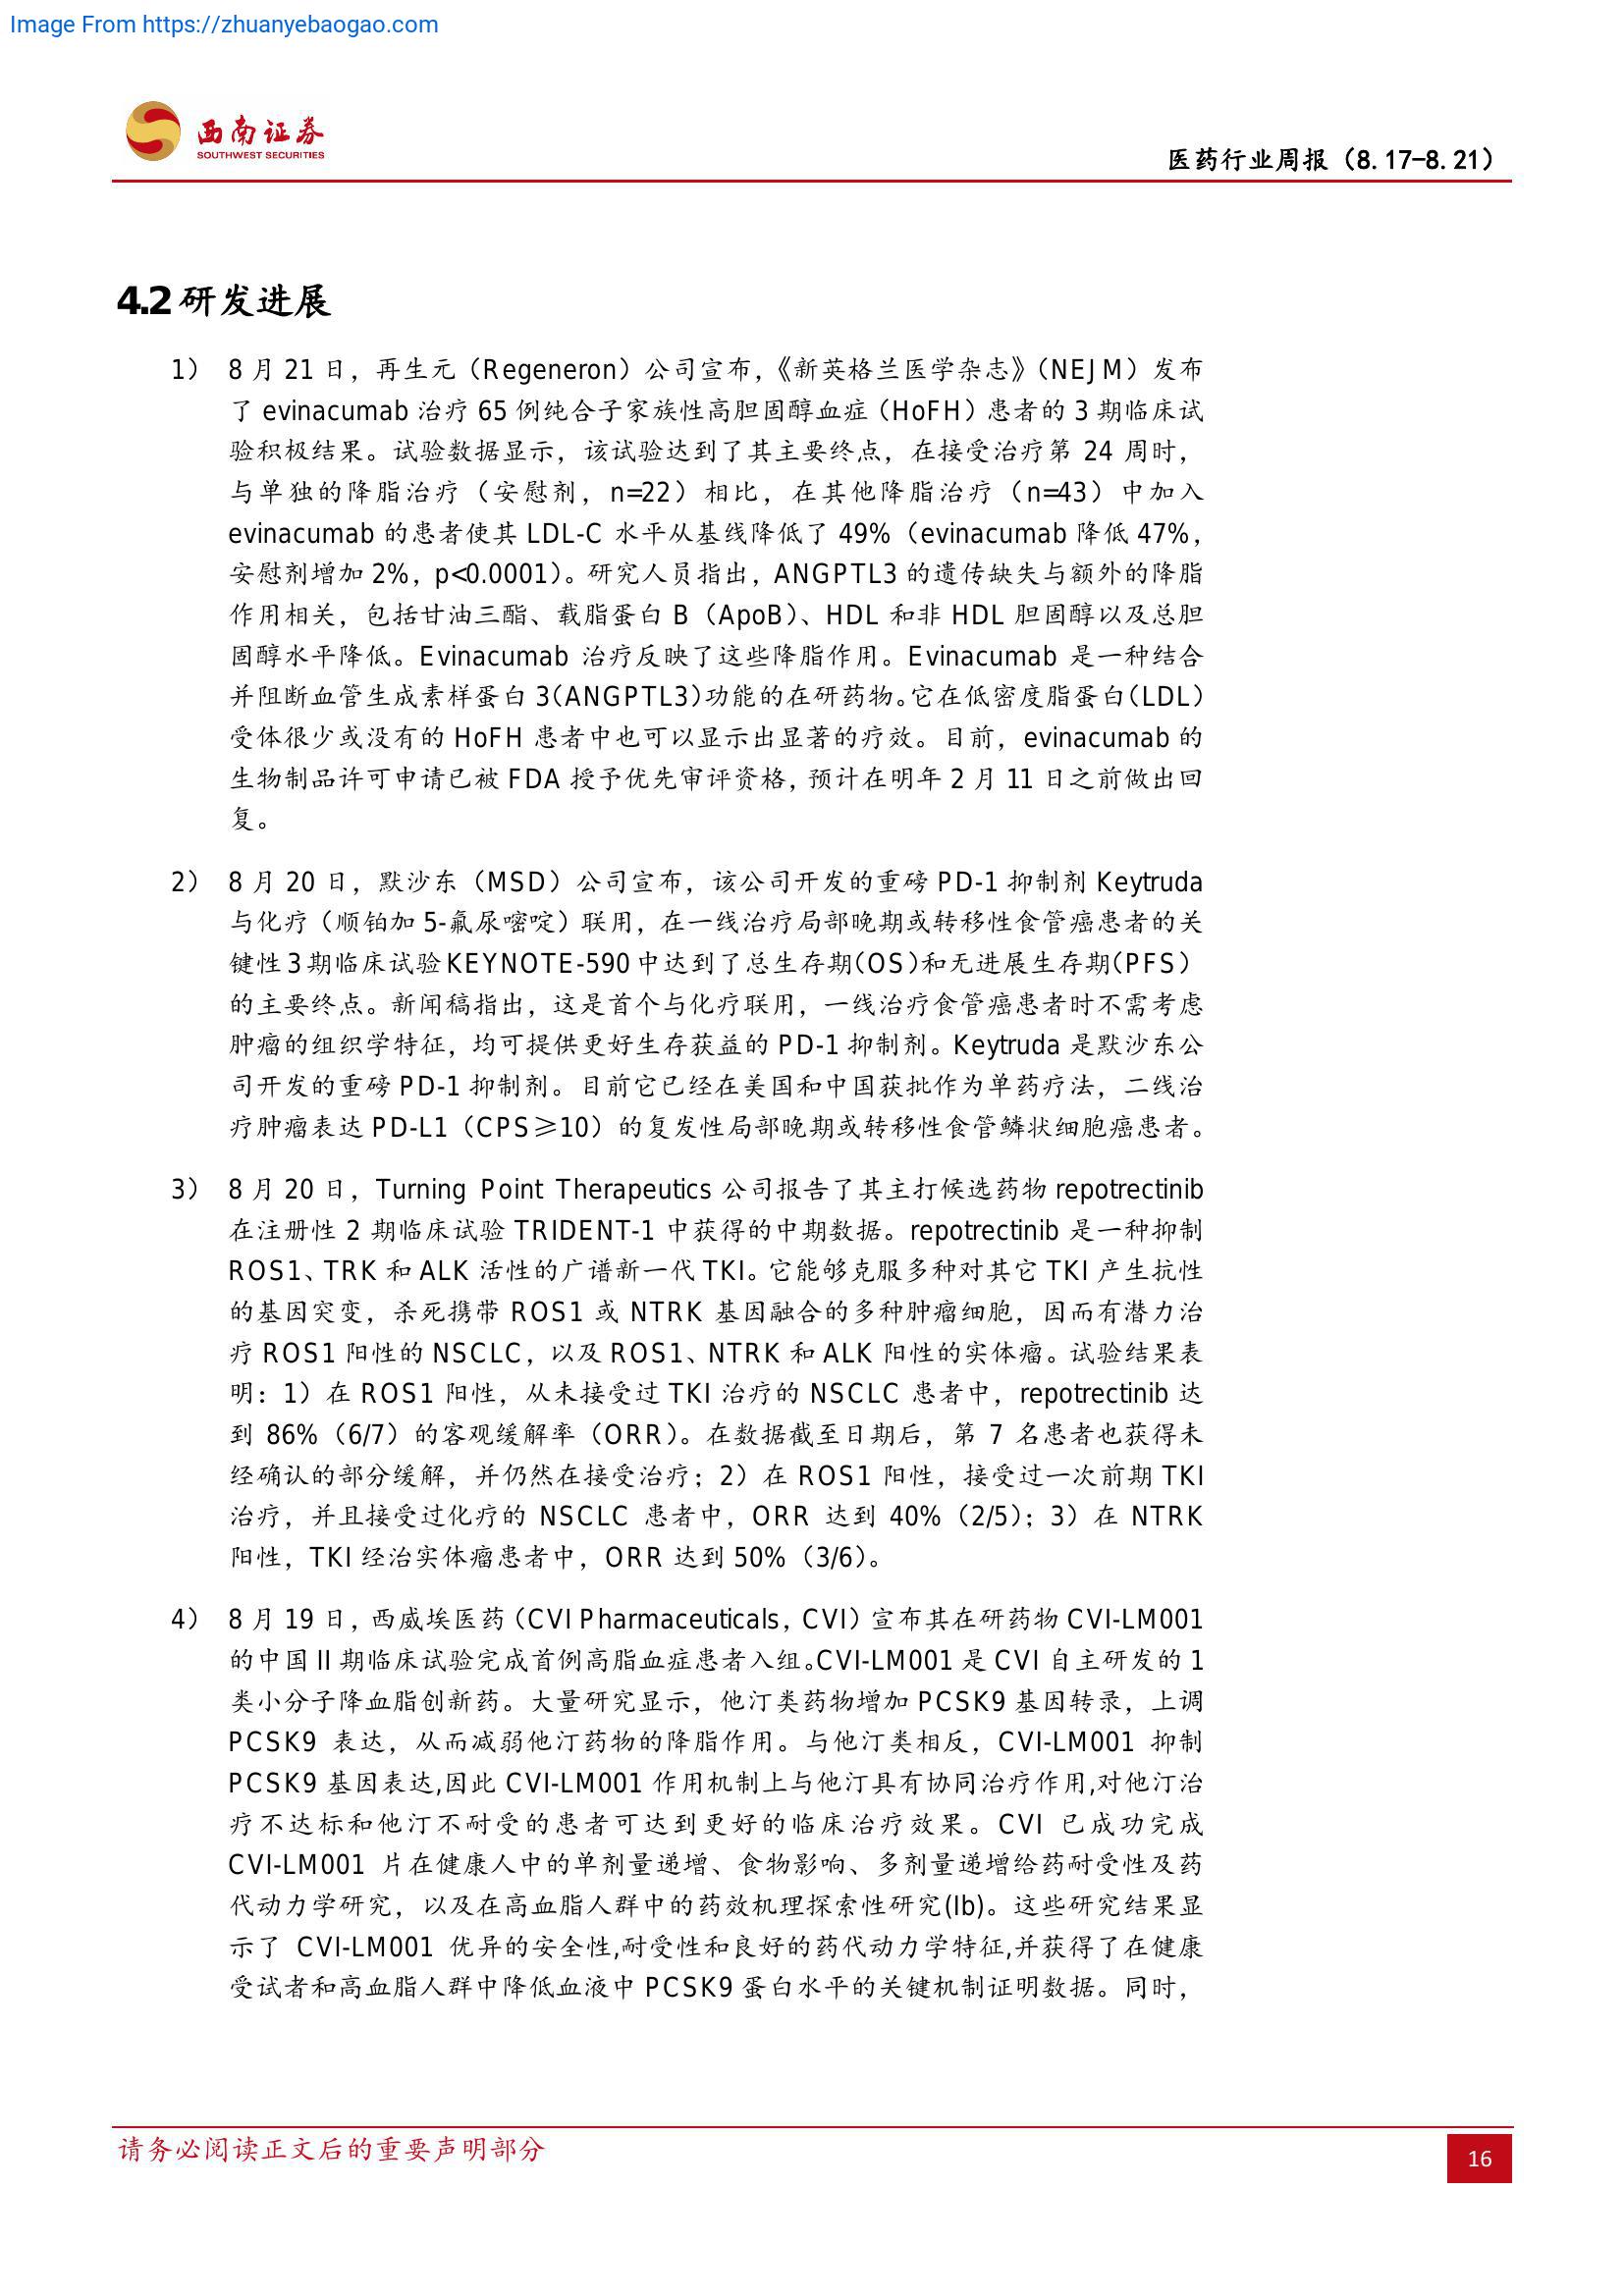 Image From https://zhuanyebaogao.com
西南证券
SOUTHWEST SECURITIES
医药行业周报（8.17-8.21）
4.2 研发进展
1） 8 月 21 日，再生元（Regeneron）公司宣布，《新英格兰医学杂志》（NEJM）发布
了 evinacumab 治疗 65 例纯合子家族性高胆固醇血症（HoFH）患者的 3 期临床试
验积极结果。试验数据显示，该试验达到了其主要终点，在接受治疗第 24 周时，
与单独的降脂治疗（安慰剂，n=22）相比，在其他降脂治疗（n=43）中加入
evinacumab 的患者使其 LDL-C 水平从基线降低了 49%（evinacumab 降低 47%，
安慰剂增加 2%，p<0.0001）。研究人员指出，ANGPTL3 的遗传缺失与额外的降脂
作用相关，包括甘油三酯、载脂蛋白 B（ApoB）、HDL 和非 HDL 胆固醇以及总胆
固醇水平降低。Evinacumab 治疗反映了这些降脂作用。Evinacumab 是一种结合
并阻断血管生成素样蛋白 3(ANGPTL3)功能的在研药物。它在低密度脂蛋白(LDL)
受体很少或没有的 HoFH 患者中也可以显示出显著的疗效。目前，evinacumab 的
生物制品许可申请已被 FDA 授予优先审评资格，预计在明年 2 月 11 日之前做出回
复。
2） 8 月 20 日，默沙东（MSD）公司宣布，该公司开发的重磅 PD-1 抑制剂 Keytruda
与化疗（顺铂加 5-氟尿嘧啶）联用，在一线治疗局部晚期或转移性食管癌患者的关
键性 3 期临床试验 KEYNOTE-590 中达到了总生存期(OS)和无进展生存期(PFS)
的主要终点。新闻稿指出，这是首个与化疗联用，一线治疗食管癌患者时不需考虑
肿瘤的组织学特征，均可提供更好生存获益的 PD-1 抑制剂。Keytruda 是默沙东公
司开发的重磅 PD-1 抑制剂。目前它已经在美国和中国获批作为单药疗法，二线治
疗肿瘤表达 PD-L1（CPS≥10）的复发性局部晚期或转移性食管鳞状细胞癌患者。
3） 8 月 20 日，Turning Point Therapeutics 公司报告了其主打候选药物 repotrectinib
在注册性 2 期临床试验 TRIDENT-1 中获得的中期数据。repotrectinib 是一种抑制
ROS1、TRK 和 ALK 活性的广谱新一代 TKI。它能够克服多种对其它 TKI 产生抗性
的基因突变，杀死携带 ROS1 或 NTRK 基因融合的多种肿瘤细胞，因而有潜力治
疗 ROS1 阳性的 NSCLC，以及 ROS1、NTRK 和 ALK 阳性的实体瘤。试验结果表
明：1）在 ROS1 阳性，从未接受过 TKI 治疗的 NSCLC 患者中，repotrectinib 达
到 86%（6/7）的客观缓解率（ORR）。在数据截至日期后，第 7 名患者也获得未
经确认的部分缓解，并仍然在接受治疗；2）在 ROS1 阳性，接受过一次前期 TKI
治疗，并且接受过化疗的 NSCLC 患者中，ORR 达到 40%（2/5）；3）在 NTRK
阳性，TKI 经治实体瘤患者中，ORR 达到 50%（3/6）。
4） 8 月 19 日，西威埃医药（CVI Pharmaceuticals，CVI）宣布其在研药物 CVI-LM001
的中国 II 期临床试验完成首例高脂血症患者入组。CVI-LM001 是 CVI 自主研发的 1
类小分子降血脂创新药。大量研究显示，他汀类药物增加 PCSK9 基因转录，上调
PCSK9 表达，从而减弱他汀药物的降脂作用。与他汀类相反，CVI-LM001 抑制
PCSK9 基因表达,因此 CVI-LM001 作用机制上与他汀具有协同治疗作用,对他汀治
疗不达标和他汀不耐受的患者可达到更好的临床治疗效果。CVI 已成功完成
CVI-LM001 片在健康人中的单剂量递增、食物影响、多剂量递增给药耐受性及药
代动力学研究，以及在高血脂人群中的药效机理探索性研究(Ib)。这些研究结果显
示了 CVI-LM001 优异的安全性,耐受性和良好的药代动力学特征,并获得了在健康
受试者和高血脂人群中降低血液中 PCSK9 蛋白水平的关键机制证明数据。同时，
请务必阅读正文后的重要声明部分
16